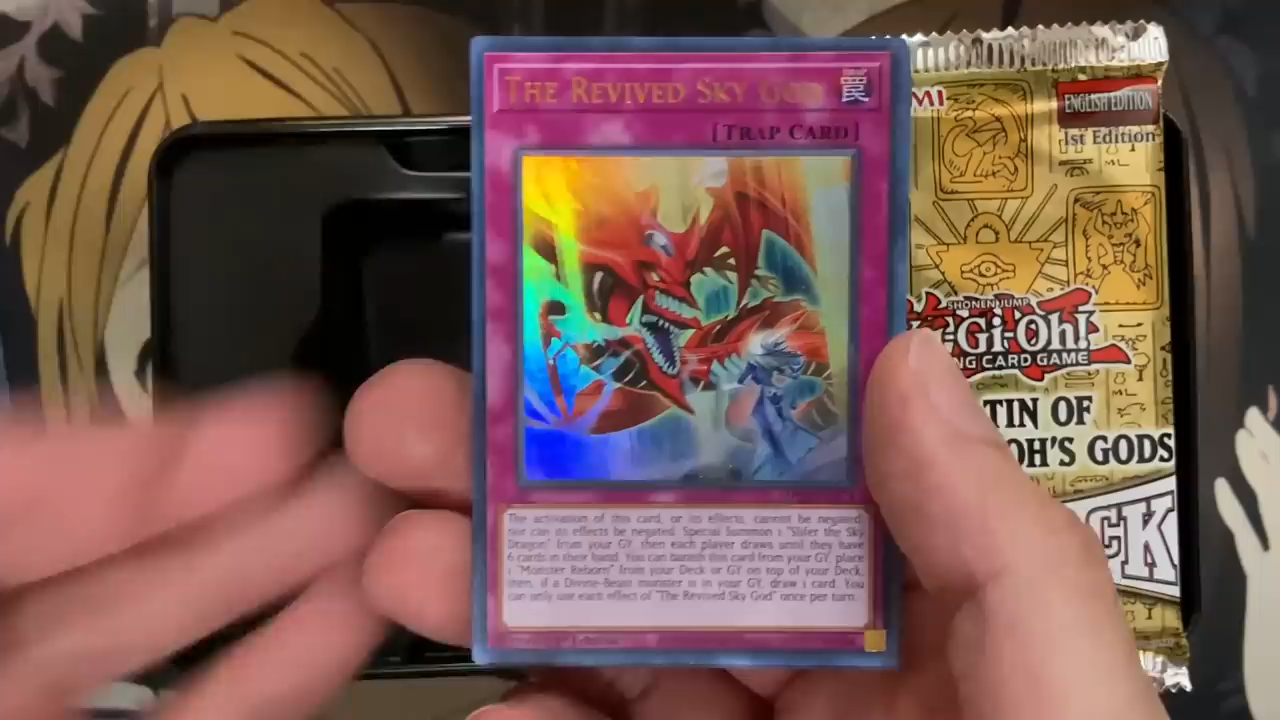 THE REVIVED SKY GOD
TRAP
罠
[TRAP CARD]
The activation of this card, or its effects, cannot be negated,
nor can its effects be negated. Special Summon 1 "Slifer the Sky
Dragon" from your GY, then each player draws until they have
6 cards in their hand. You can banish this card from your GY; place
1 "Monster Reborn" from your Deck or GY on top of your Deck,
then, if a Divine-Beast monster is in your GY, draw 1 card. You
can only use each effect of "The Revived Sky God" once per turn.
MI
ENGLISH EDITION
1st Edition
SHONEN JUMP
-Gi-Oh!
NG CARD GAME
TIN OF
OH'S GODS
CK